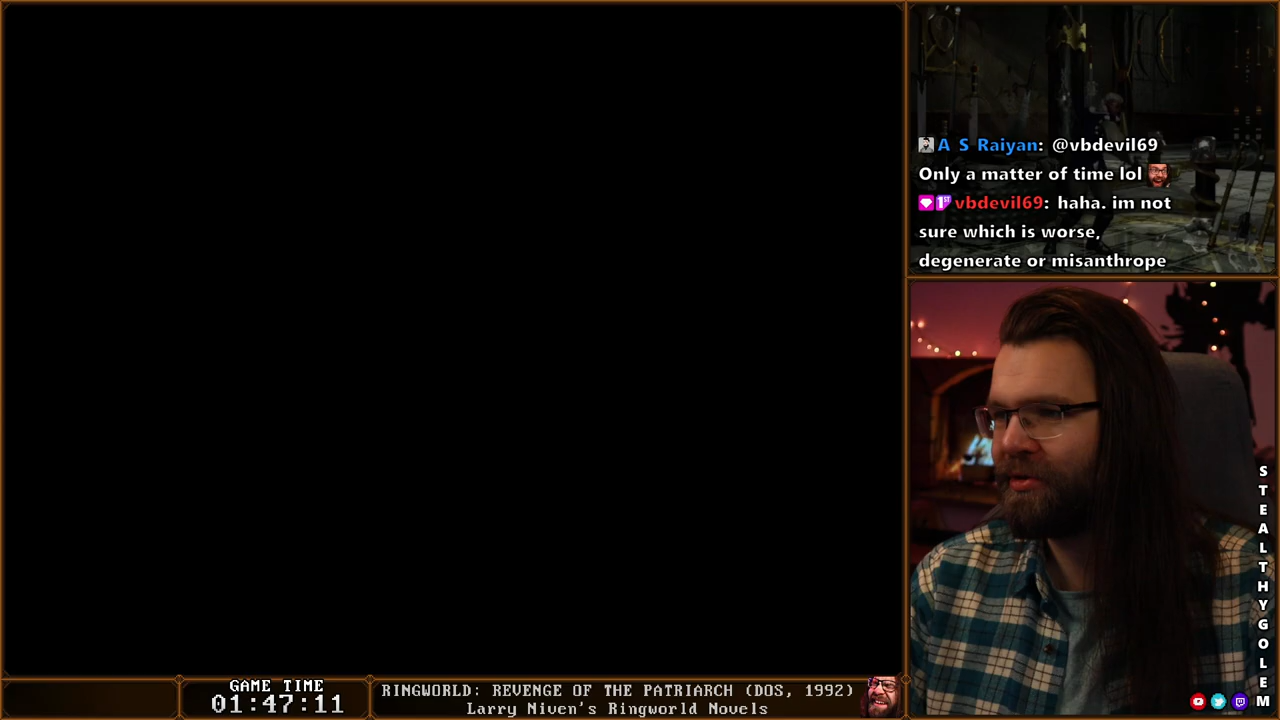 A S Raiyan: @vbdevil69
Only a matter of time lol
vbdevil69: haha. im not
sure which is worse,
degenerate or misanthrope
STEALTHYGOLEM
GAME TIME
01:47:11
RINGWORLD: REVENGE OF THE PATRIARCH (DOS, 1992)
Larry Niven's Ringworld Novels